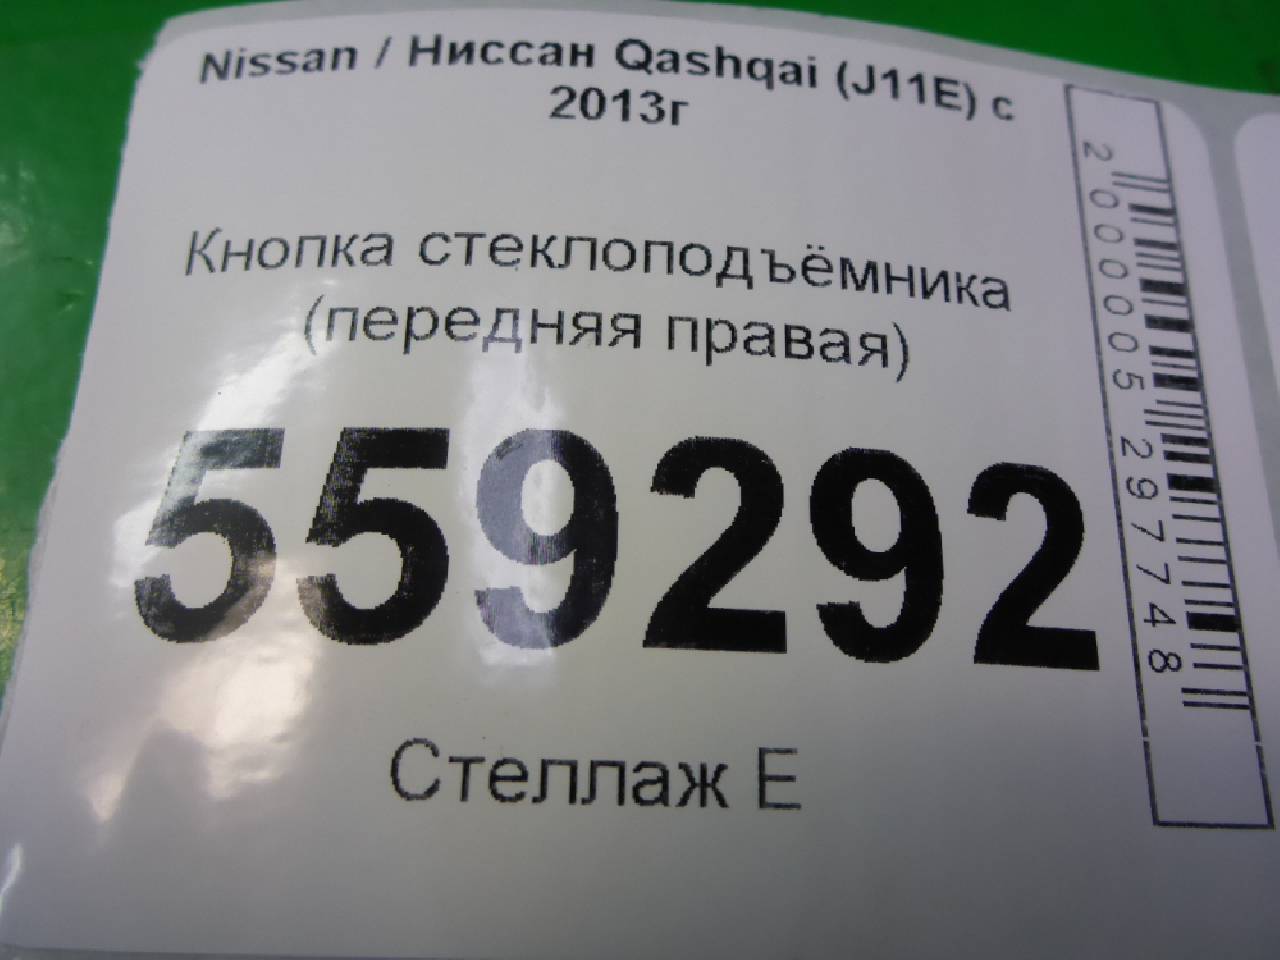 Nissan / Ниссан Qashqai (J11E) с
2013г
Кнопка стеклоподъёмника
(передняя правая)
559292
Стеллаж Е
2000005297748